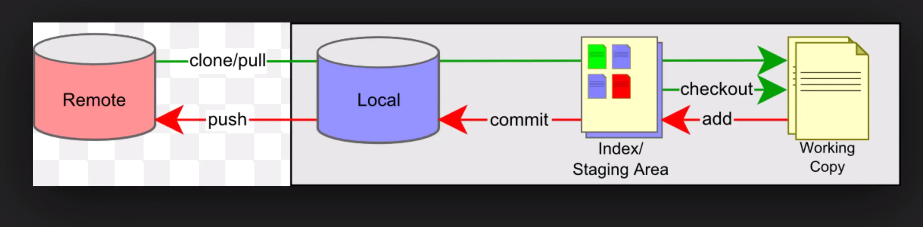 clone/pull
Remote
Local
checkout
push
commit
add
Index/
Staging Area
Working
Copy